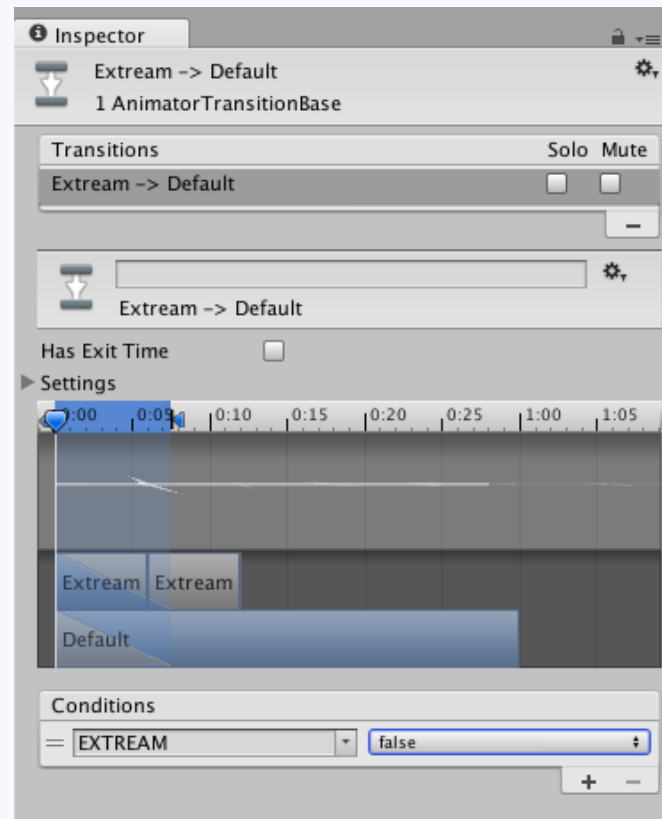 Inspector
Extream -> Default
1 AnimatorTransitionBase
Transitions Solo Mute
Extream -> Default
Extream -> Default
Has Exit Time
Settings
0:00 0:05 0:10 0:15 0:20 0:25 1:00 1:05
Extream Extream
Default
Conditions
= EXTREAM false